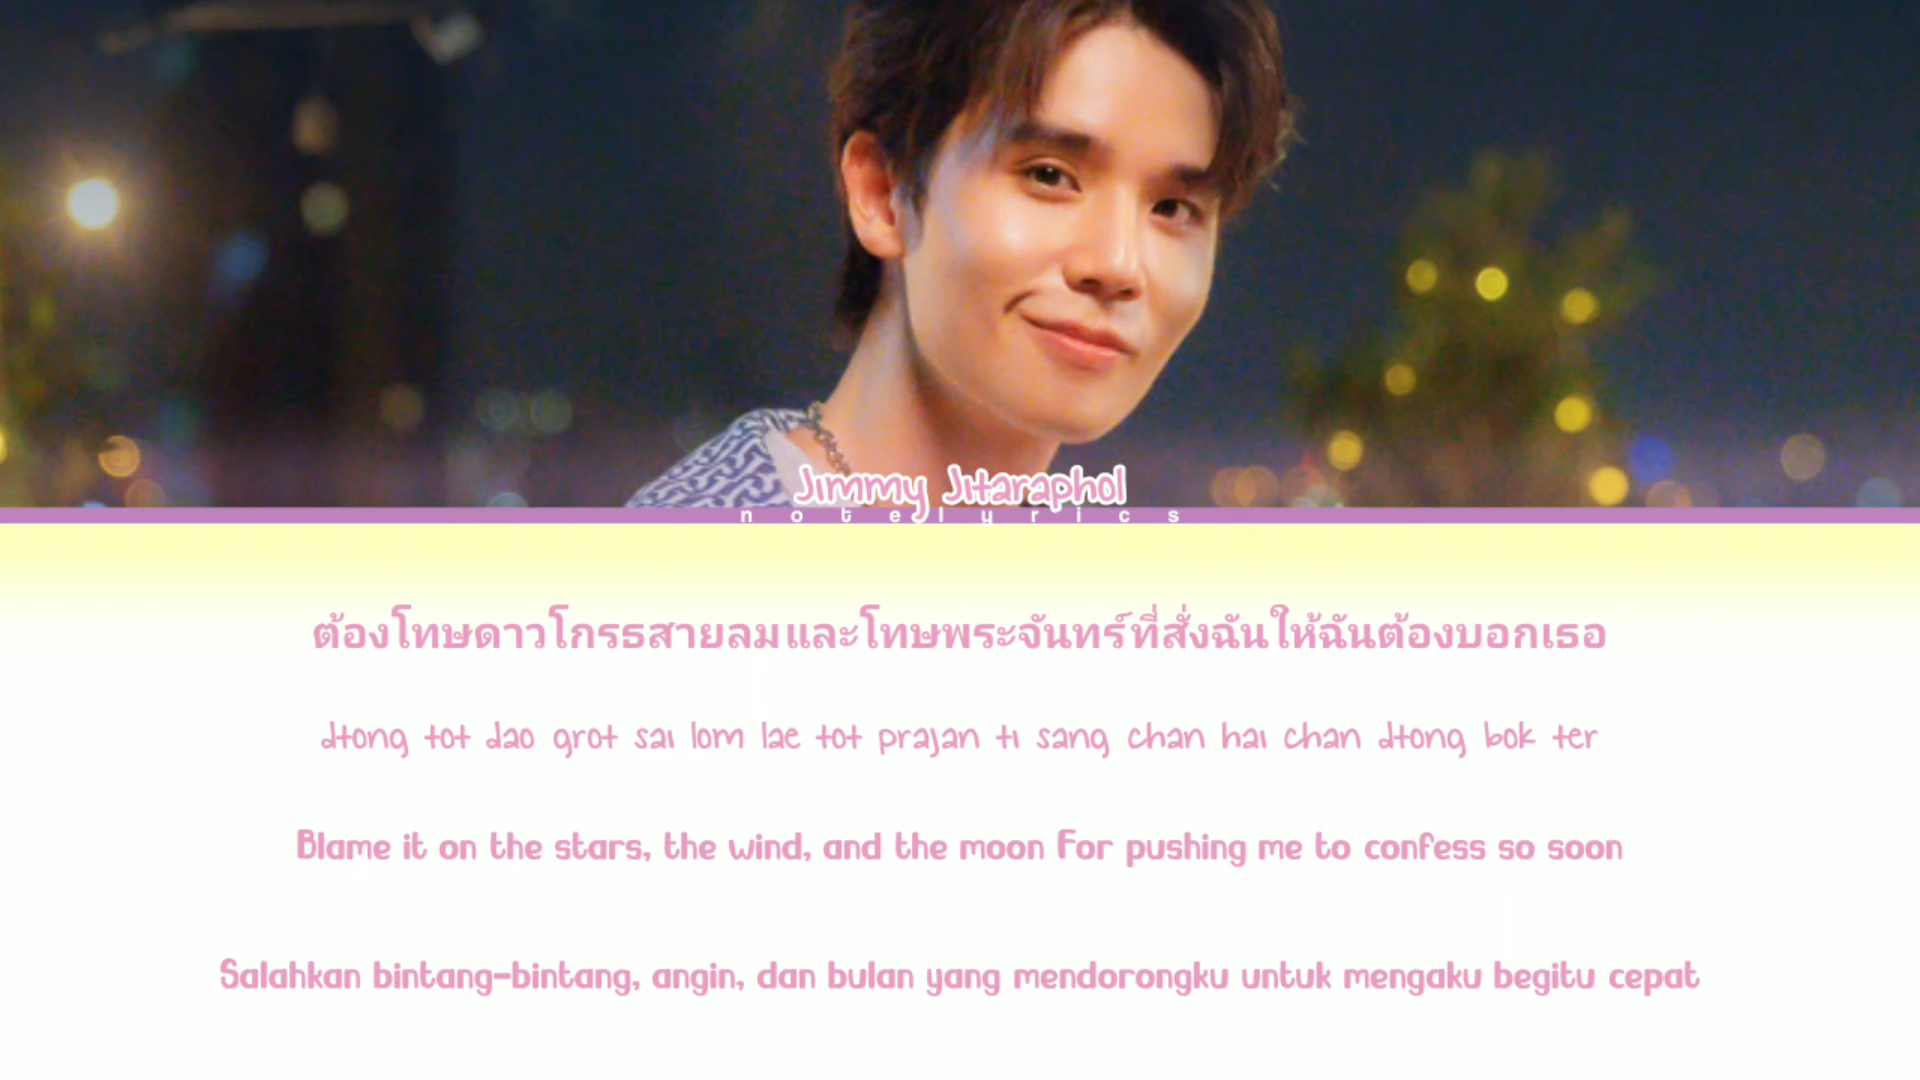 Jimmy Jitaraphol
notelyrics
ต้องโทษดาวโกรธสายลมและโทษพระจันทร์ที่สั่งฉันให้ฉันต้องบอกเธอ
dtong tot dao grot sai lom lae tot prajan ti sang chan hai chan dtong bok ter
Blame it on the stars, the wind, and the moon For pushing me to confess so soon
Salahkan bintang-bintang, angin, dan bulan yang mendorongku untuk mengaku begitu cepat